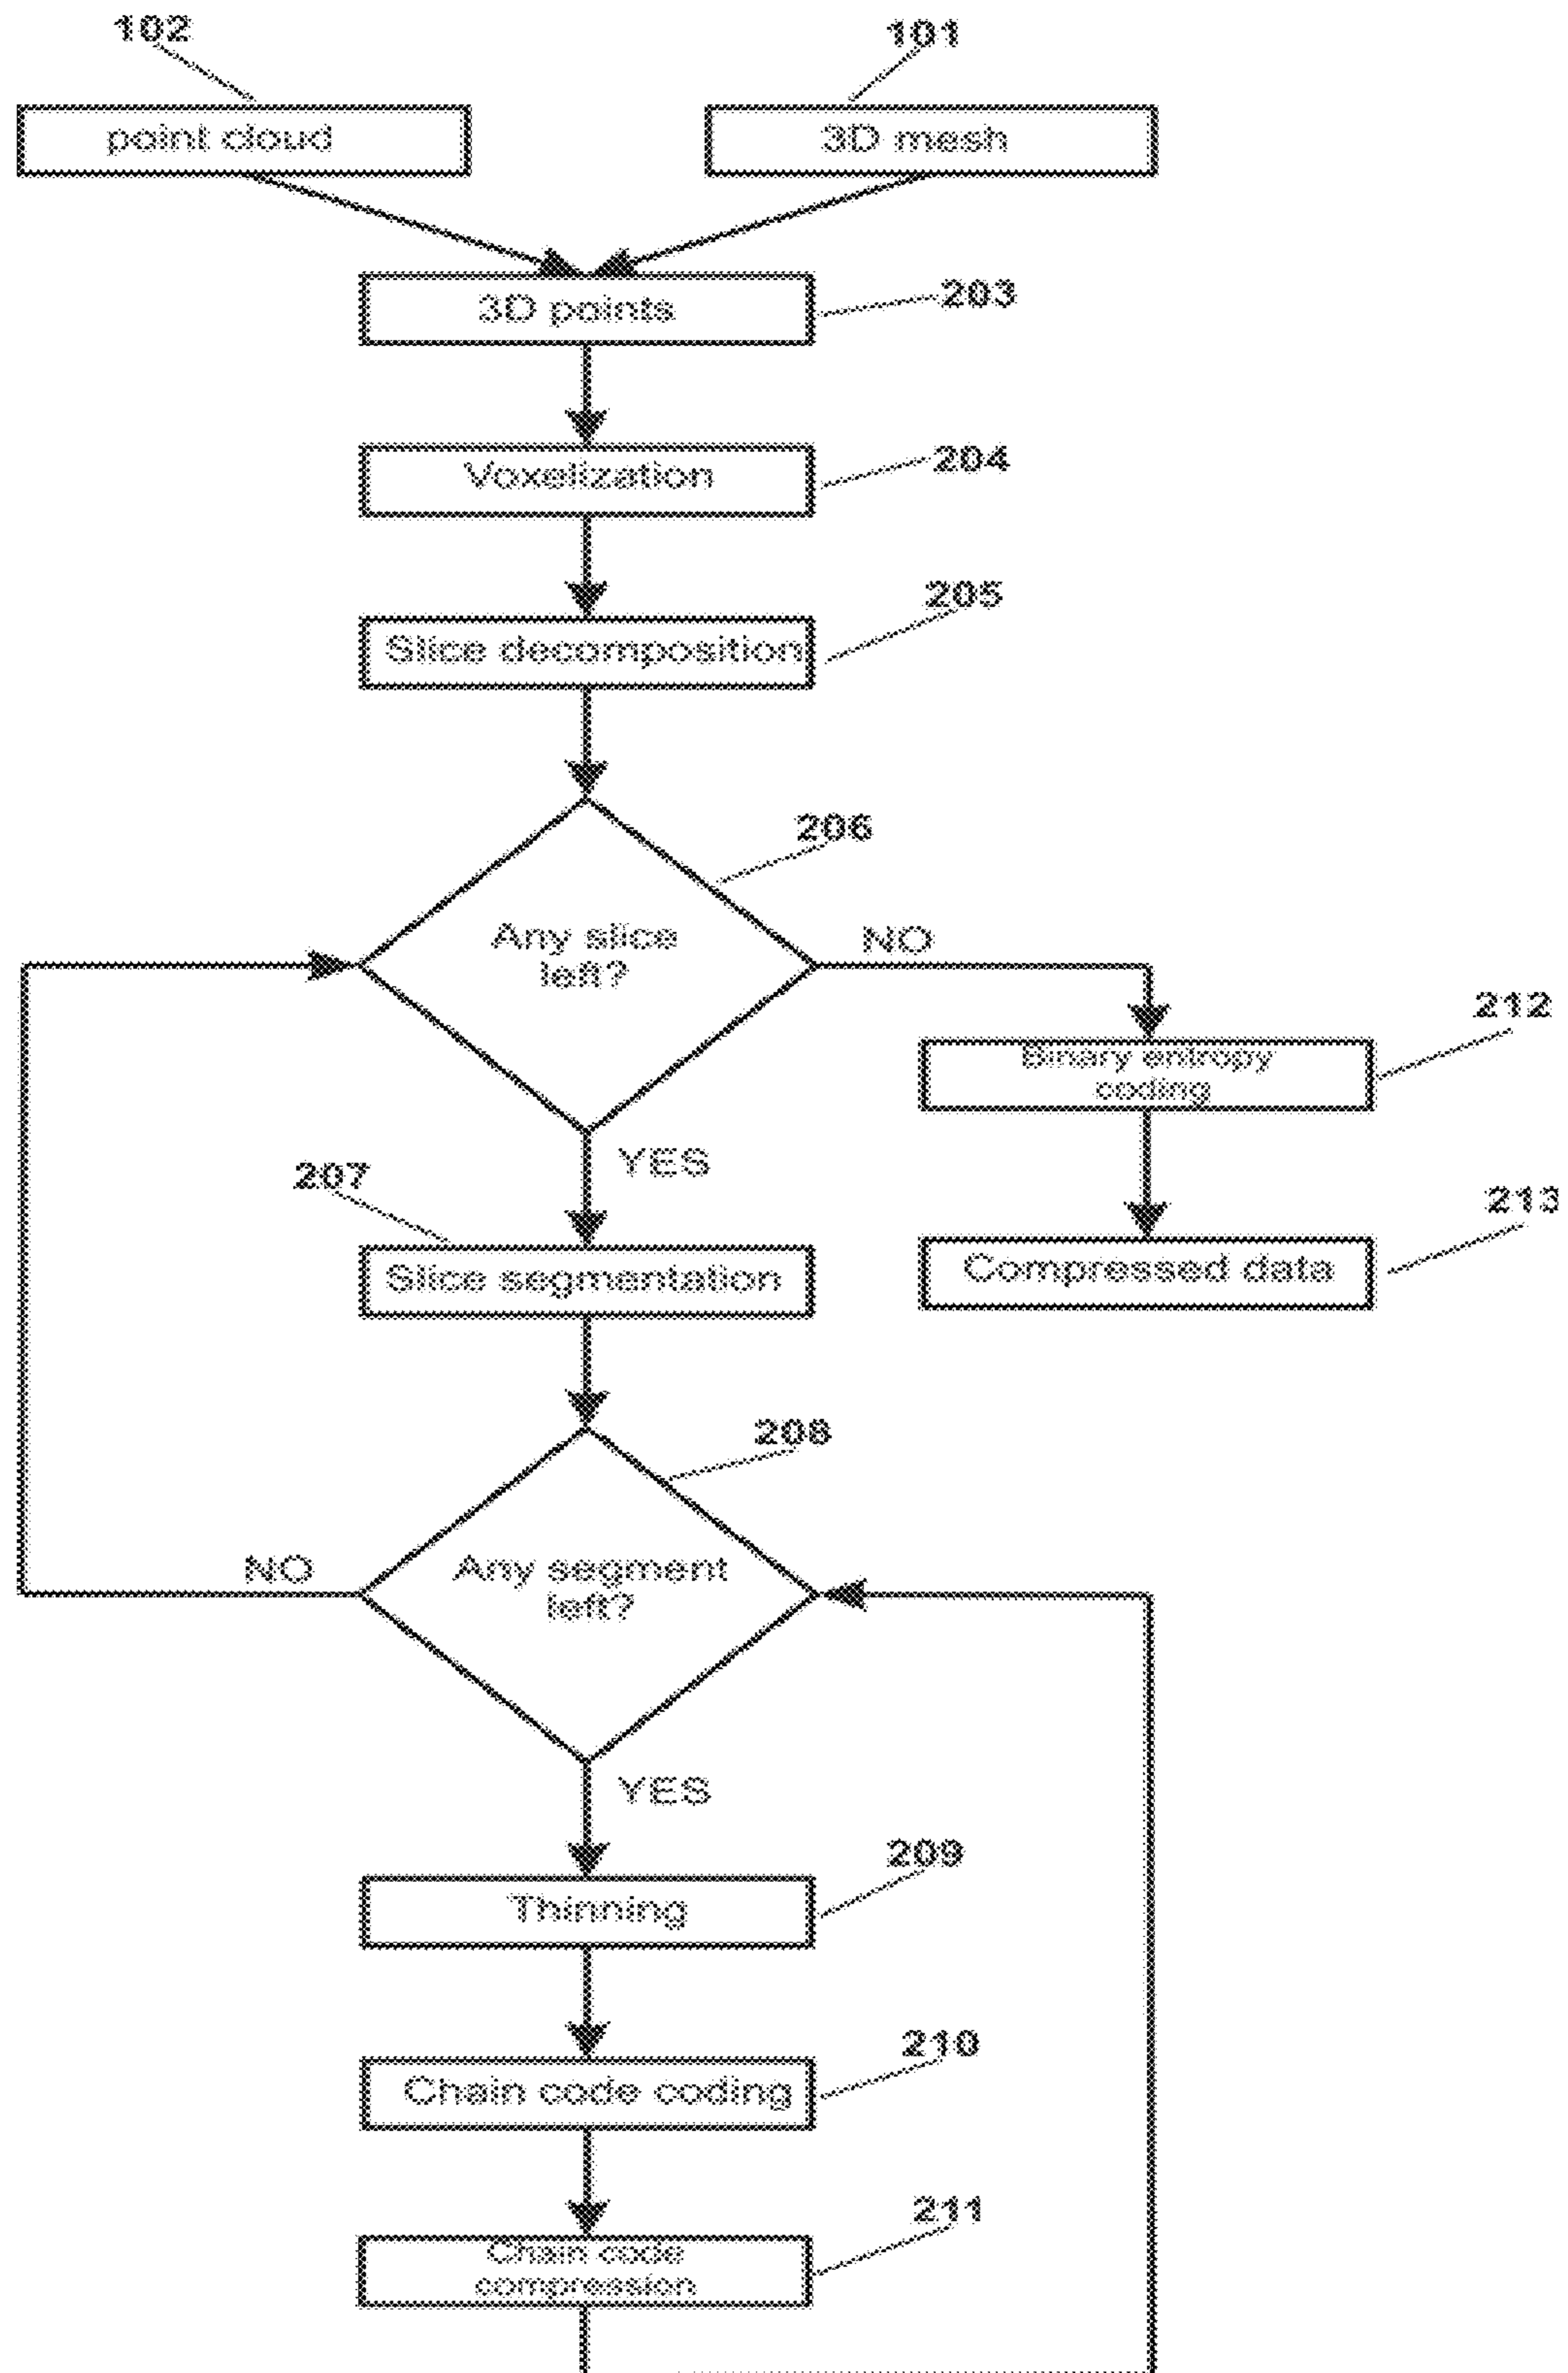 102
101
point cloud
3D mesh
3D points
203
Voxelization
204
205
Slice decomposition
206
Any slice
left?
NO
212
Binary entropy
coding
YES
207
213
Slice segmentation
Compressed data
208
NO
Any segment
left?
YES
209
Thinning
210
Chain code coding
211
Chain code
compression